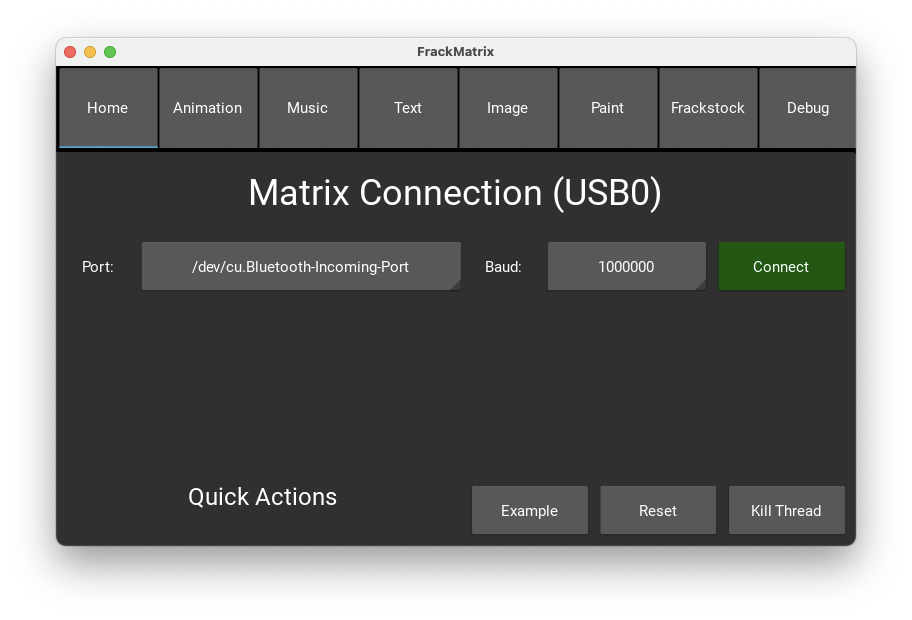 FrackMatrix
Home Animation Music Text Image Paint Frackstock Debug
Matrix Connection (USB0)
Port: /dev/cu.Bluetooth-Incoming-Port Baud: 1000000 Connect
Quick Actions Example Reset Kill Thread